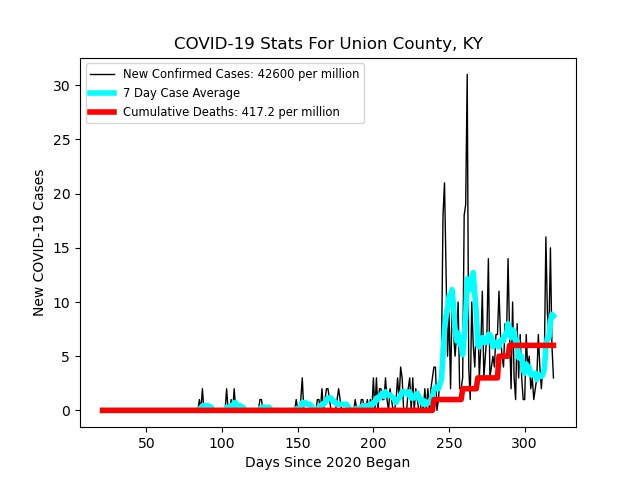 COVID-19 Stats For Union County, KY
New Confirmed Cases: 42600 per million
7 Day Case Average
Cumulative Deaths: 417.2 per million
New COVID-19 Cases
30
25
20
15
10
5
0
50 100 150 200 250 300
Days Since 2020 Began